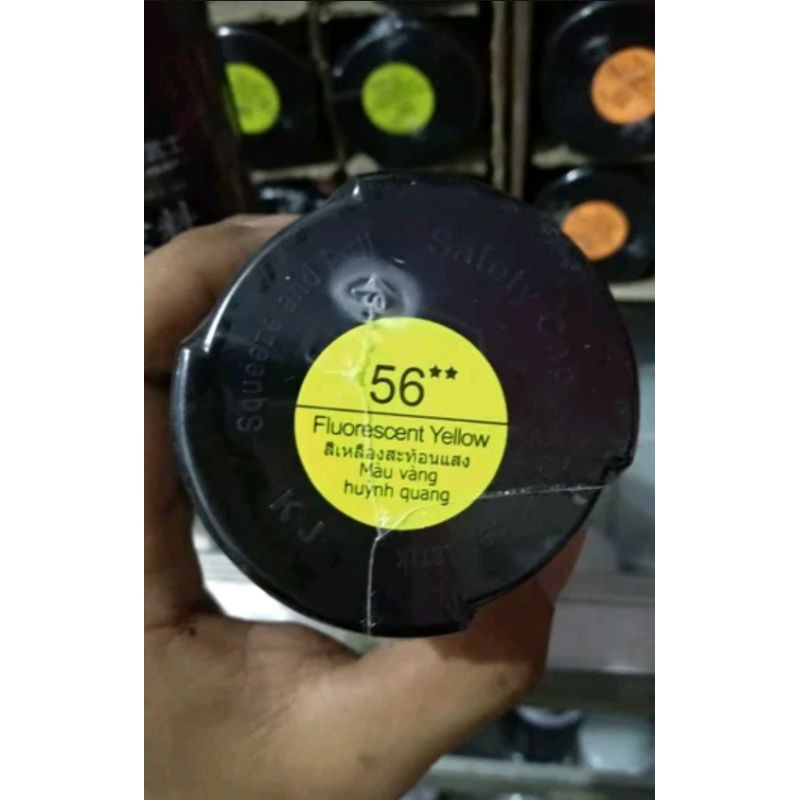 Squeeze and Pull
Safety Cap
56**
Fluorescent Yellow
สีเหลืองสะท้อนแสง
Màu vàng
huỳnh quang
KJ